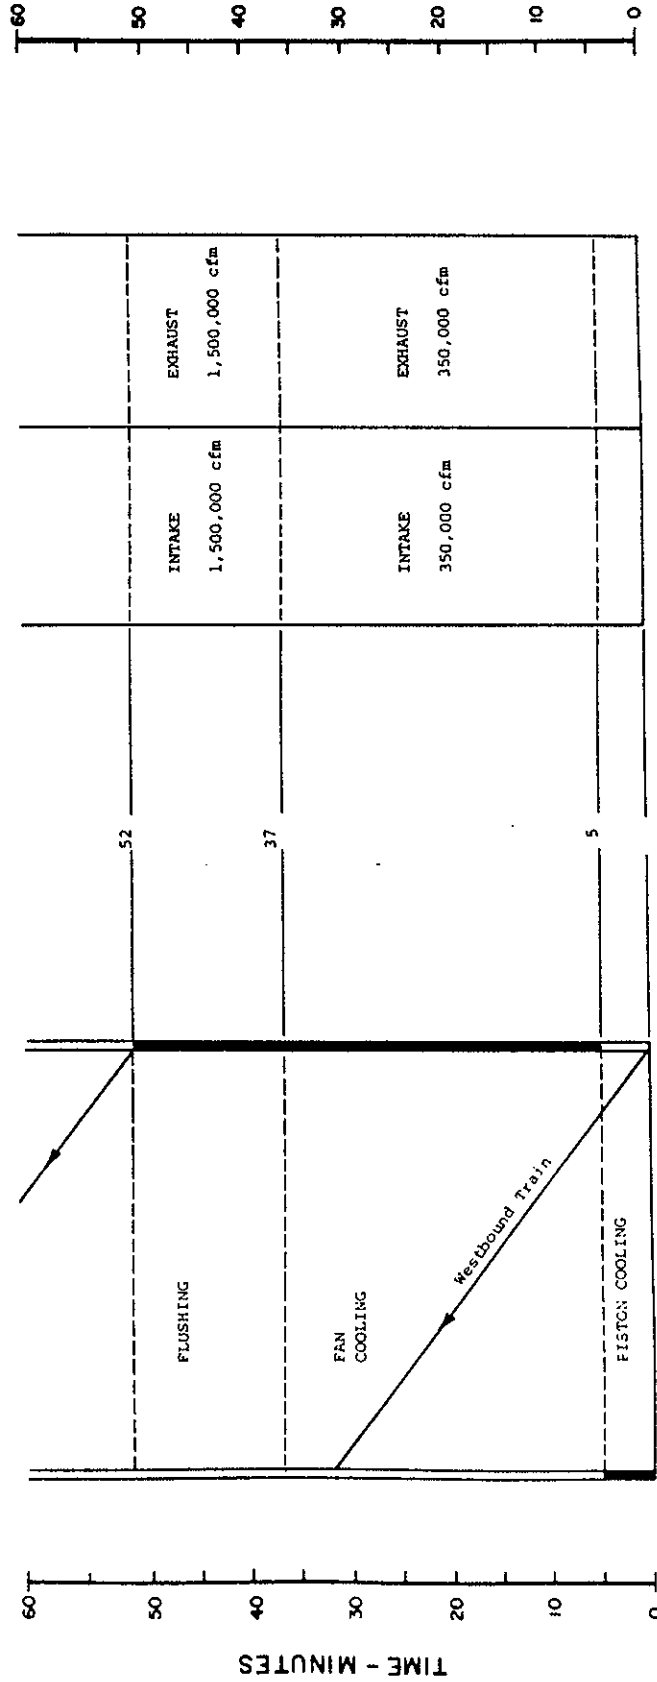 60
50
40
30
20
10
0
EXHAUST
1,500,000 cfm
EXHAUST
350,000 cfm
INTAKE
1,500,000 cfm
INTAKE
350,000 cfm
52
37
5
FLUSHING
FAN
COOLING
Westbound Train
PISTON COOLING
60
50
40
30
20
10
0
TIME - MINUTES